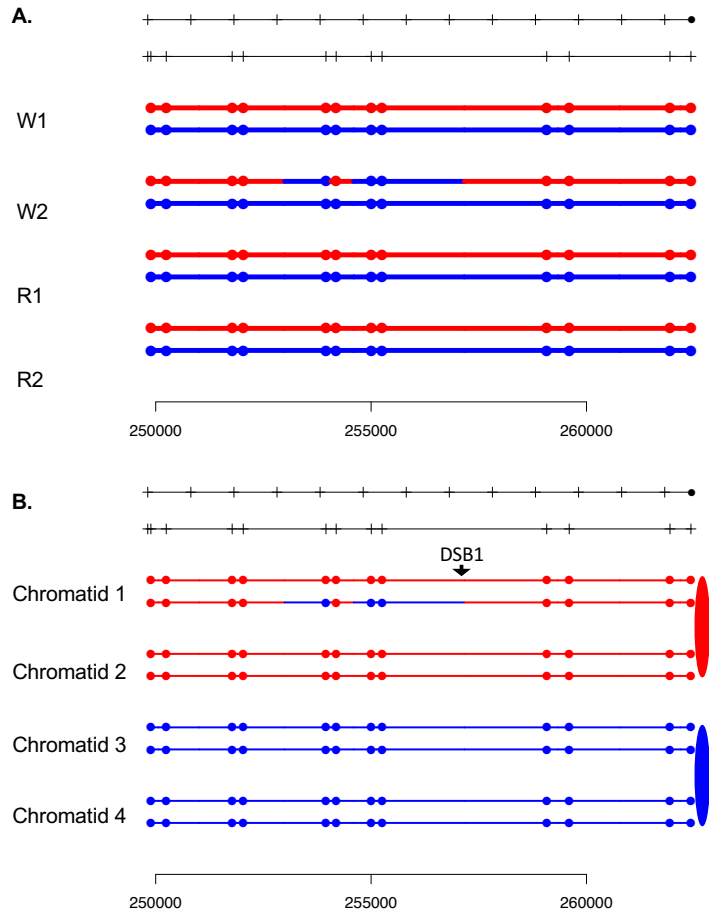 A.
W1
W2
R1
R2
250000 255000 260000
B.
DSB1
Chromatid 1
Chromatid 2
Chromatid 3
Chromatid 4
250000 255000 260000